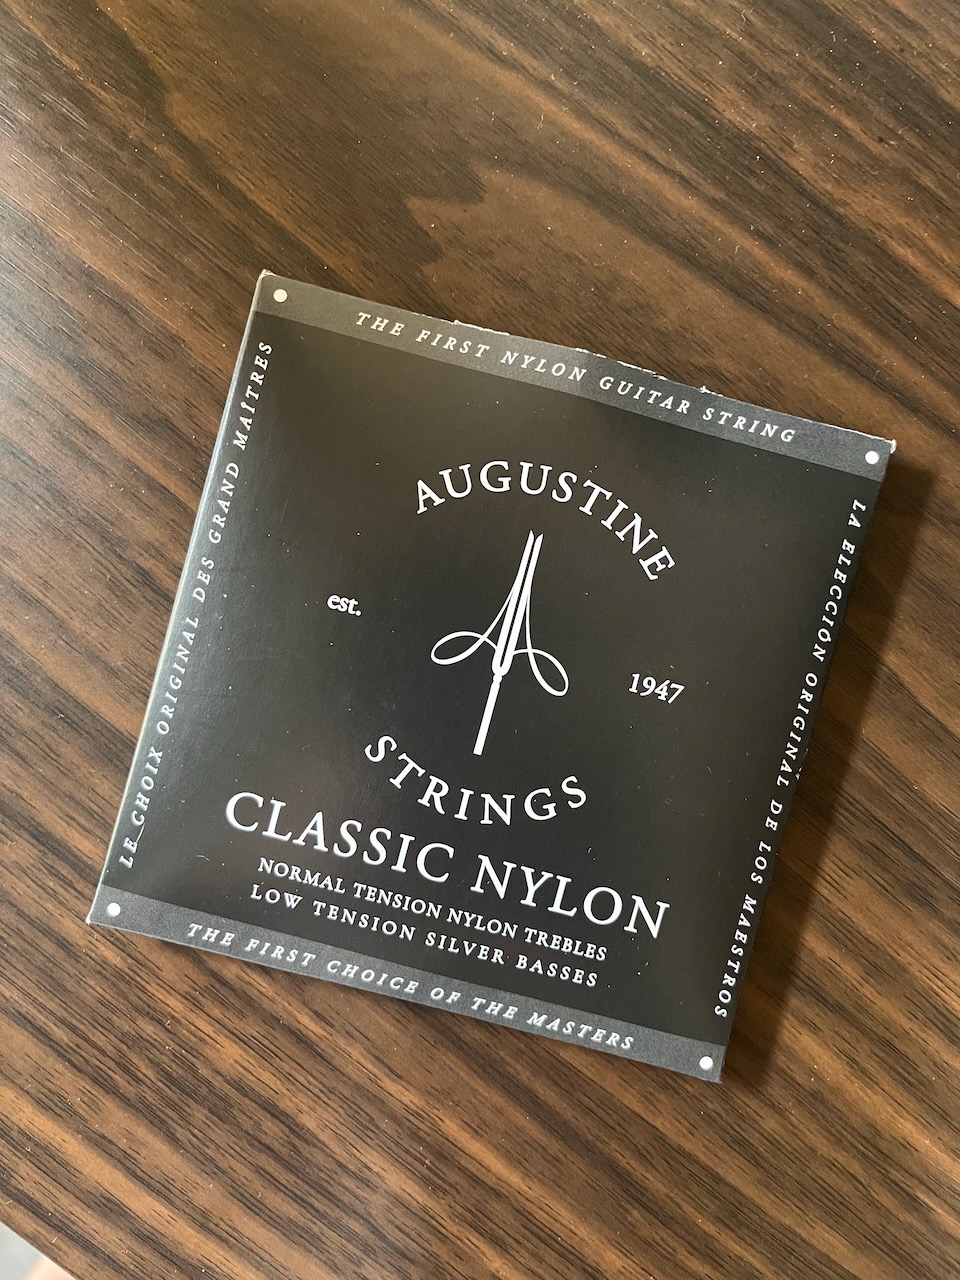 THE FIRST NYLON GUITAR STRING
LE CHOIX ORIGINAL DES GRAND MAÎTRES
AUGUSTINE
est.
1947
STRINGS
CLASSIC NYLON
NORMAL TENSION NYLON TREBLES
LOW TENSION SILVER BASSES
LA ELECCIÓN ORIGINAL DE LOS MAESTROS
THE FIRST CHOICE OF THE MASTERS